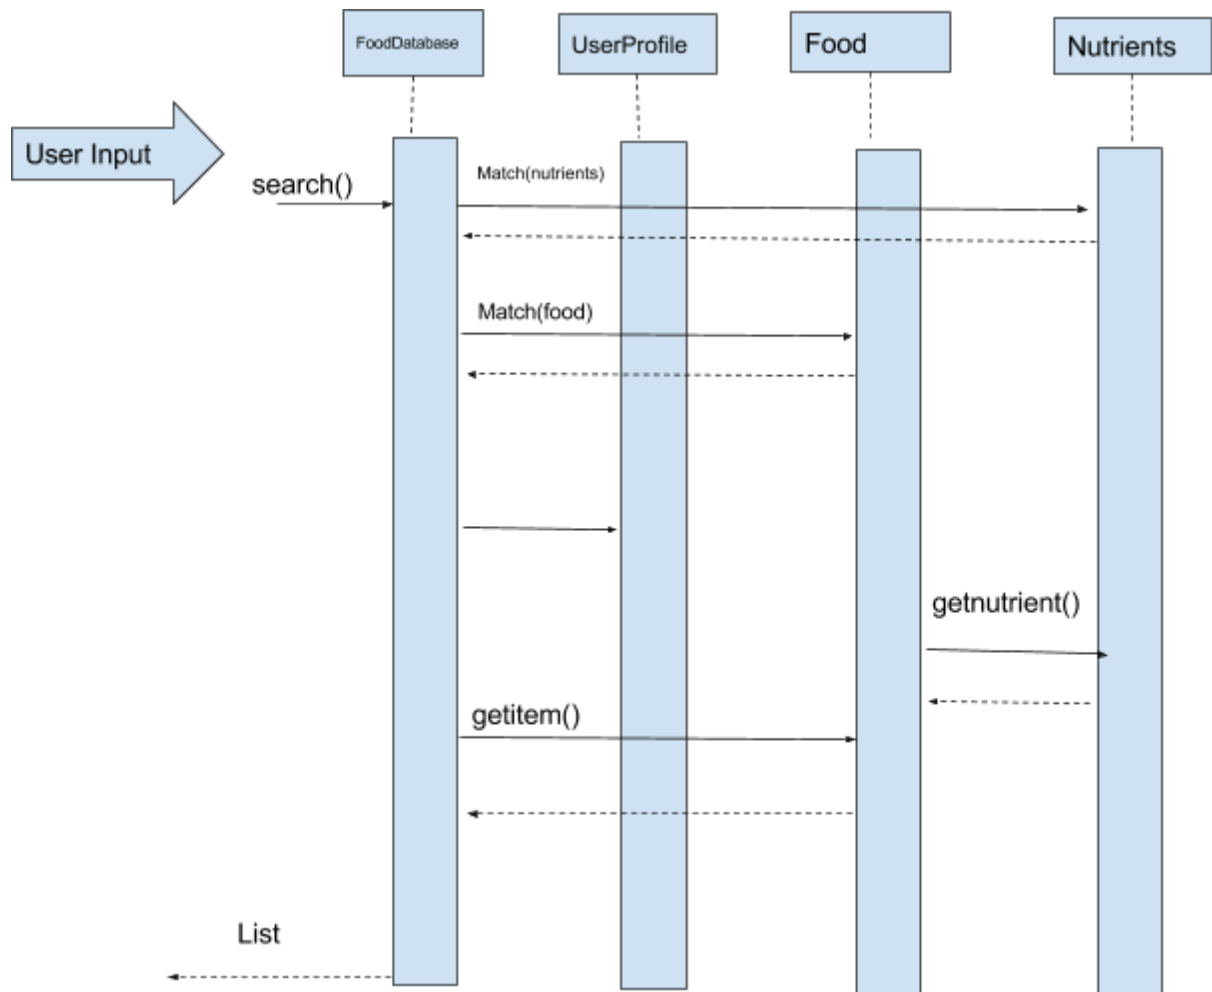 FoodDatabase
UserProfile
Food
Nutrients
User Input
search()
Match(nutrients)
Match(food)
getnutrient()
getitem()
List